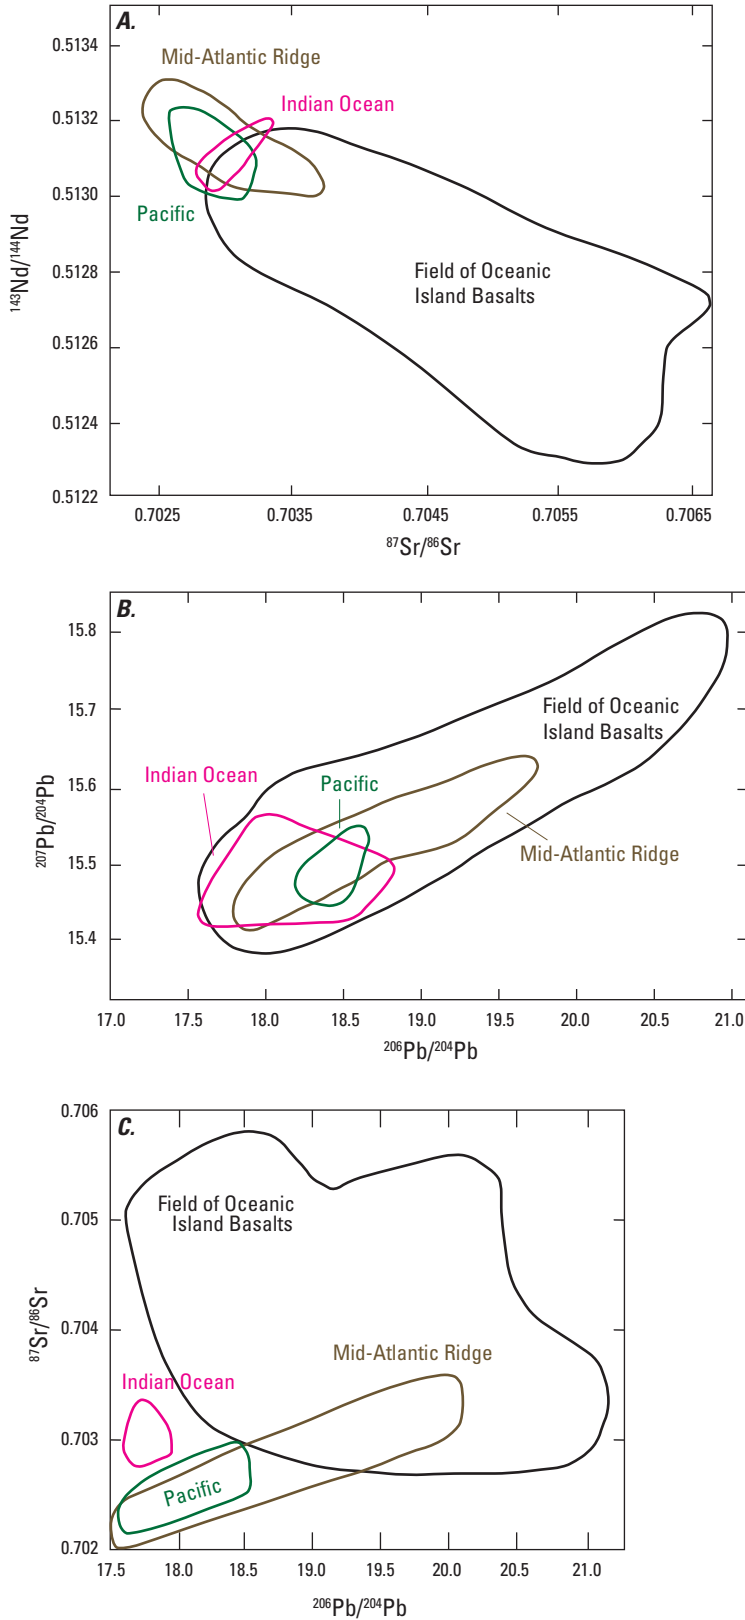 A.
0.5134
Mid-Atlantic Ridge
Indian Ocean
0.5132
0.5130
Pacific
¹⁴³Nd/¹⁴⁴Nd
Field of Oceanic
Island Basalts
0.5128
0.5126
0.5124
0.5122
0.7025 0.7035 0.7045 0.7055 0.7065
⁸⁷Sr/⁸⁶Sr
B.
15.8
15.7
Field of Oceanic
Island Basalts
Indian Ocean
Pacific
15.6
²⁰⁷Pb/²⁰⁴Pb
Mid-Atlantic Ridge
15.5
15.4
17.0 17.5 18.0 18.5 19.0 19.5 20.0 20.5 21.0
²⁰⁶Pb/²⁰⁴Pb
C.
0.706
Field of Oceanic
Island Basalts
0.705
⁸⁷Sr/⁸⁶Sr
0.704
Mid-Atlantic Ridge
Indian Ocean
0.703
Pacific
0.702
17.5 18.0 18.5 19.0 19.5 20.0 20.5 21.0
²⁰⁶Pb/²⁰⁴Pb